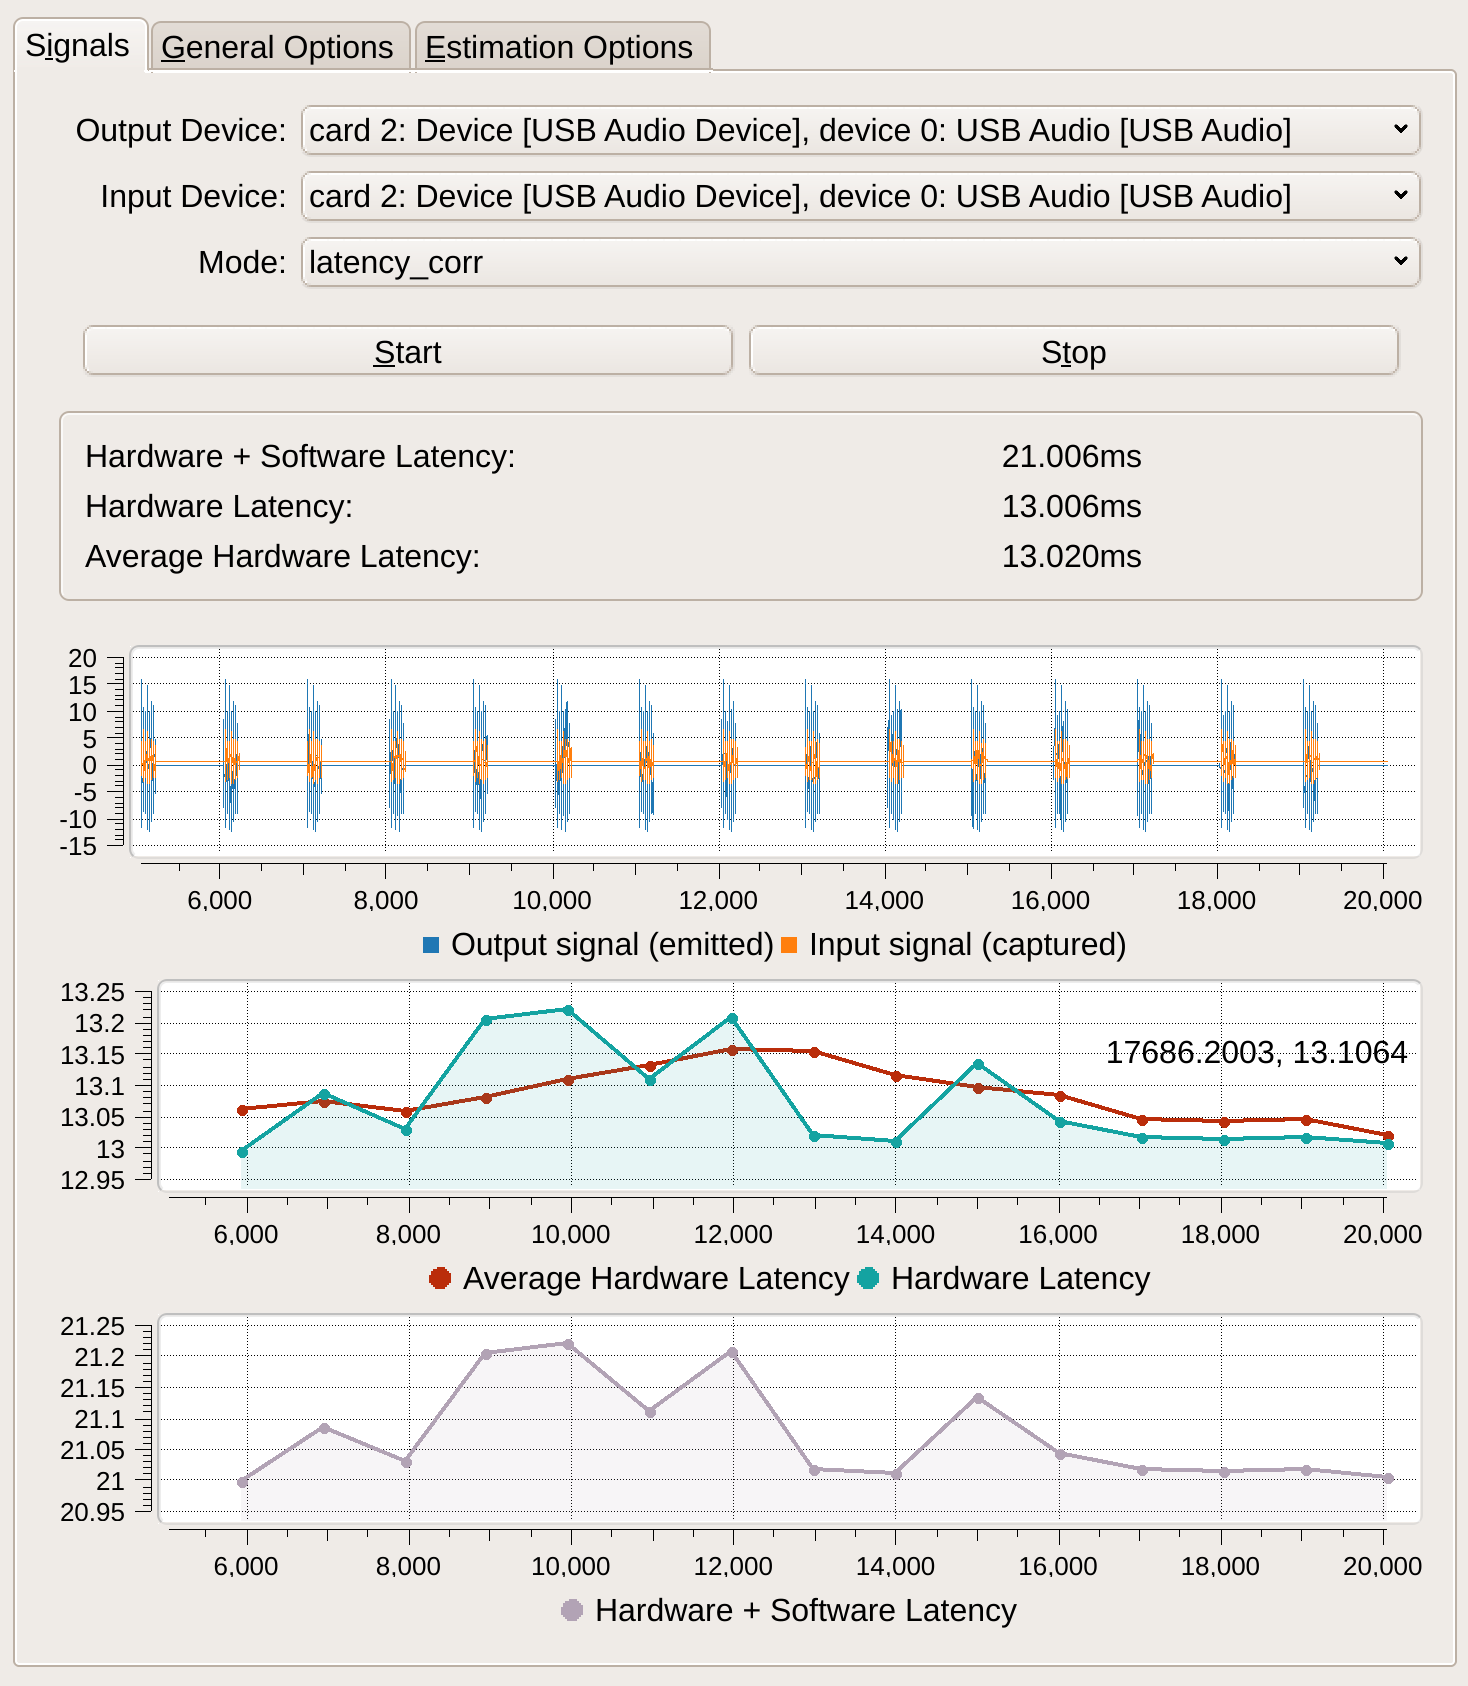 Signals General Options Estimation Options
Output Device: card 2: Device [USB Audio Device], device 0: USB Audio [USB Audio]
Input Device: card 2: Device [USB Audio Device], device 0: USB Audio [USB Audio]
Mode: latency_corr
Start Stop
Hardware + Software Latency: 21.006ms
Hardware Latency: 13.006ms
Average Hardware Latency: 13.020ms
20
15
10
5
0
-5
-10
-15
6,000 8,000 10,000 12,000 14,000 16,000 18,000 20,000
Output signal (emitted) Input signal (captured)
13.25
13.2
13.15
17686.2003, 13.1064
13.1
13.05
13
12.95
6,000 8,000 10,000 12,000 14,000 16,000 18,000 20,000
Average Hardware Latency Hardware Latency
21.25
21.2
21.15
21.1
21.05
21
20.95
6,000 8,000 10,000 12,000 14,000 16,000 18,000 20,000
Hardware + Software Latency